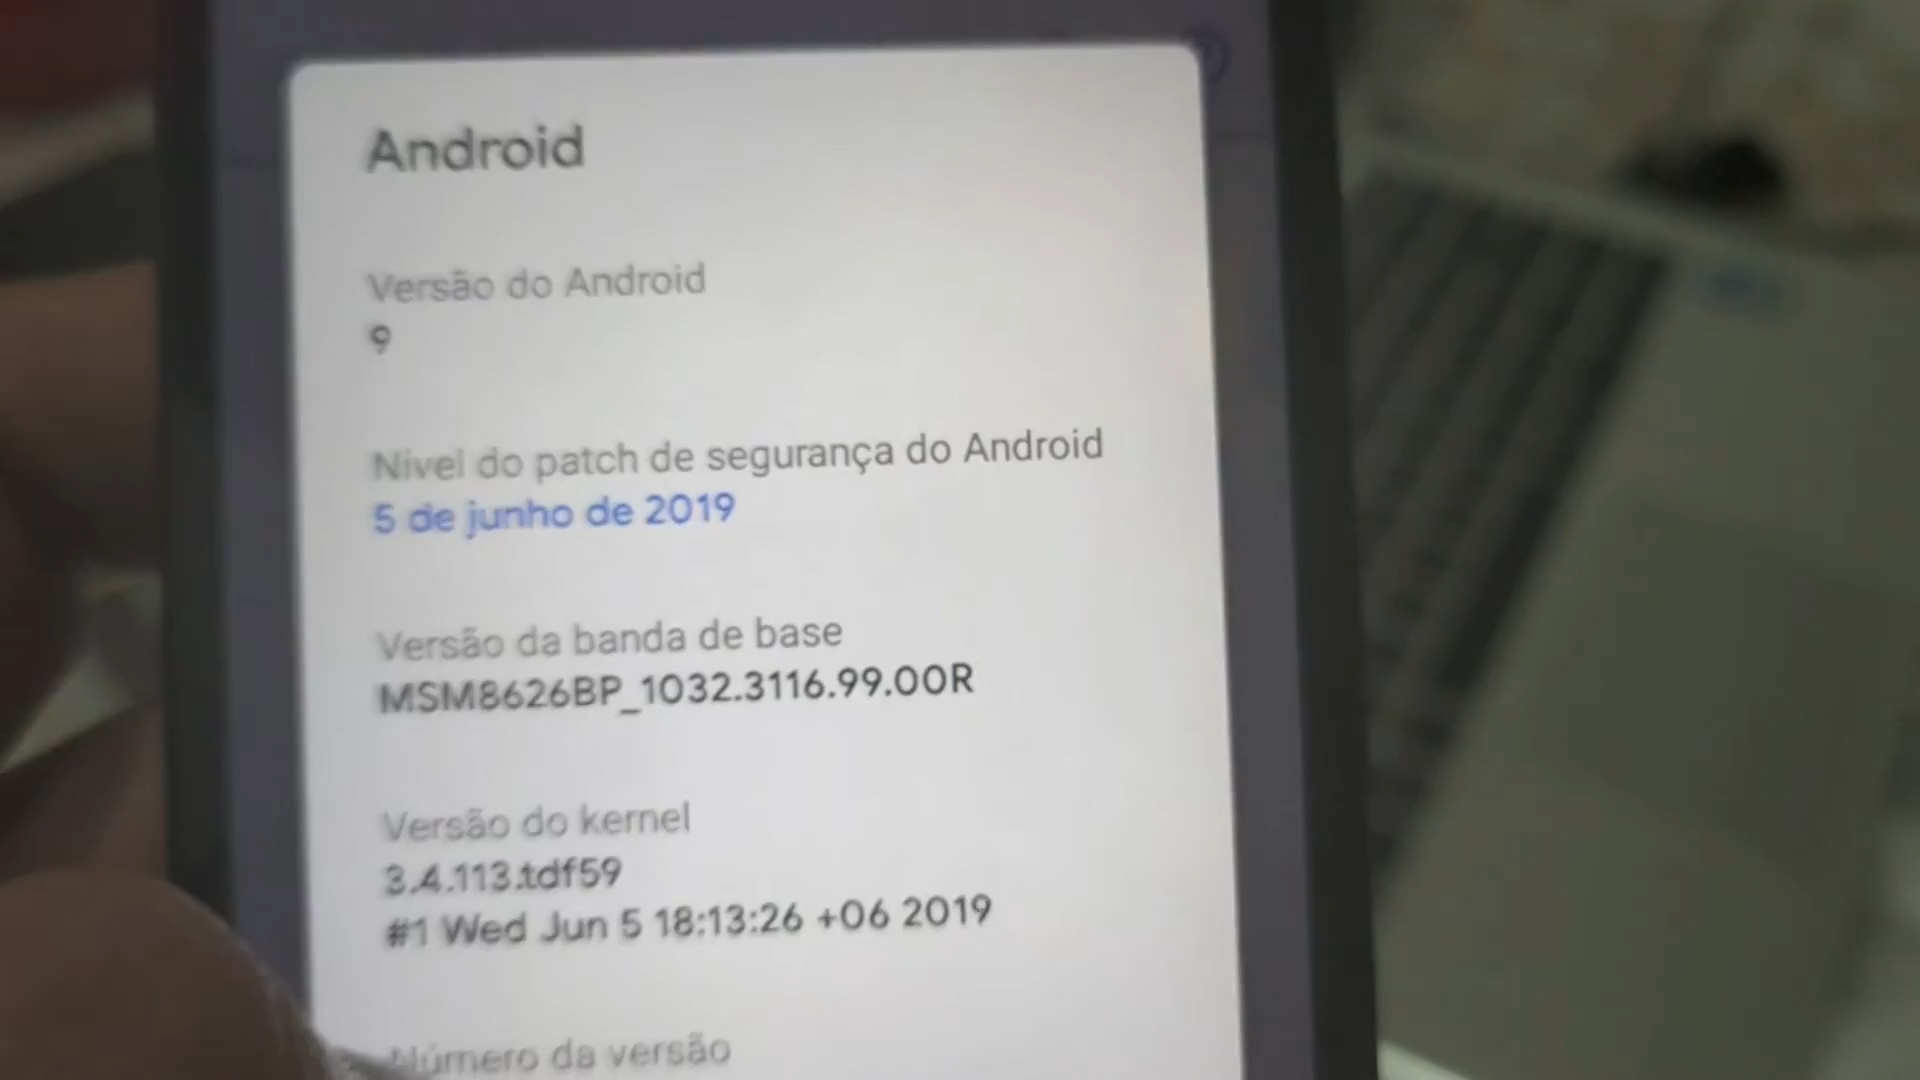 Android
Versão do Android
9
Nível do patch de segurança do Android
5 de junho de 2019
Versão da banda de base
MSM8626BP_1032.3116.99.00R
Versão do kernel
3.4.113.tdf59
#1 Wed Jun 5 18:13:26 +06 2019
Número da versão